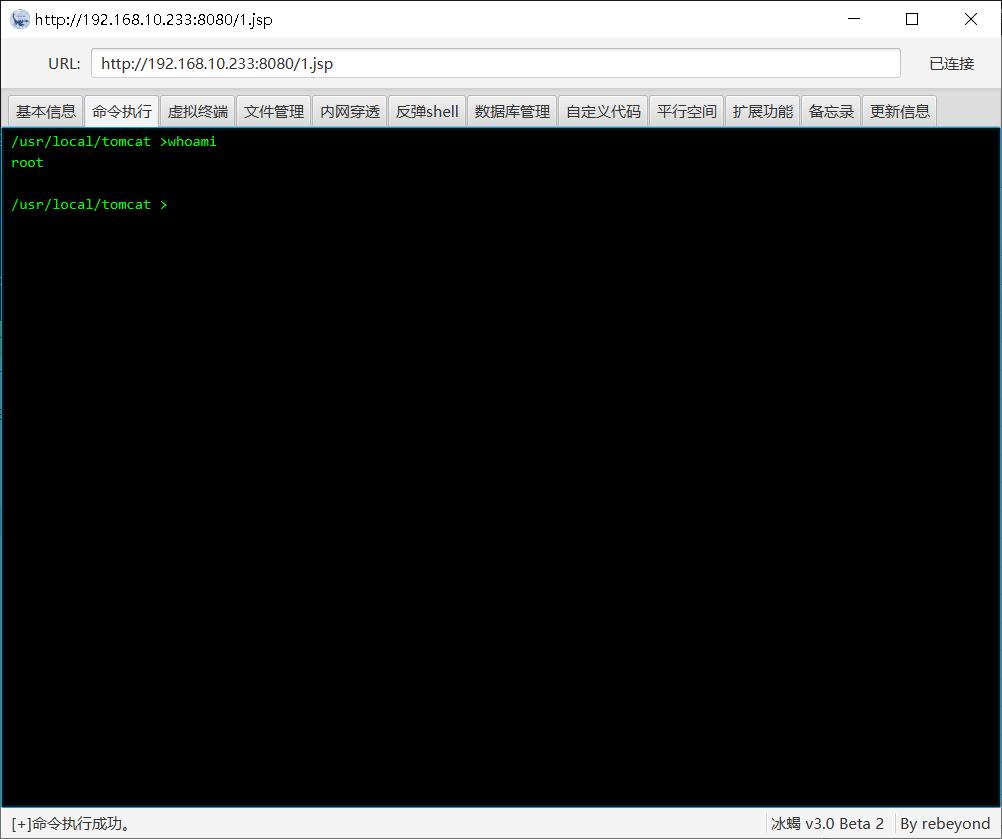 http://192.168.10.233:8080/1.jsp
URL: http://192.168.10.233:8080/1.jsp 已连接
基本信息 命令执行 虚拟终端 文件管理 内网穿透 反弹shell 数据库管理 自定义代码 平行空间 扩展功能 备忘录 更新信息
/usr/local/tomcat >whoami
root
/usr/local/tomcat >
[+]命令执行成功。 冰蝎 v3.0 Beta 2 By rebeyond